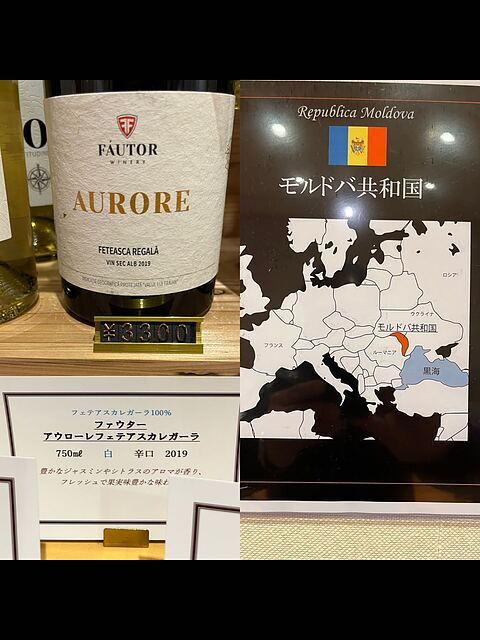 FAUTOR
WINERY
AURORE
FETEASCA REGALĂ
VIN SEC ALB 2019
¥3300
フェテアスカレガーラ100%
ファウター
アウローレフェテアスカレガーラ
750㎖ 白 辛口 2019
豊かなジャスミンやシトラスのアロマが香り、
フレッシュで果実味豊かな味わ
Republica Moldova
モルドバ共和国
ロシア
ウクライナ
モルドバ共和国
フランス
ルーマニア
黒海